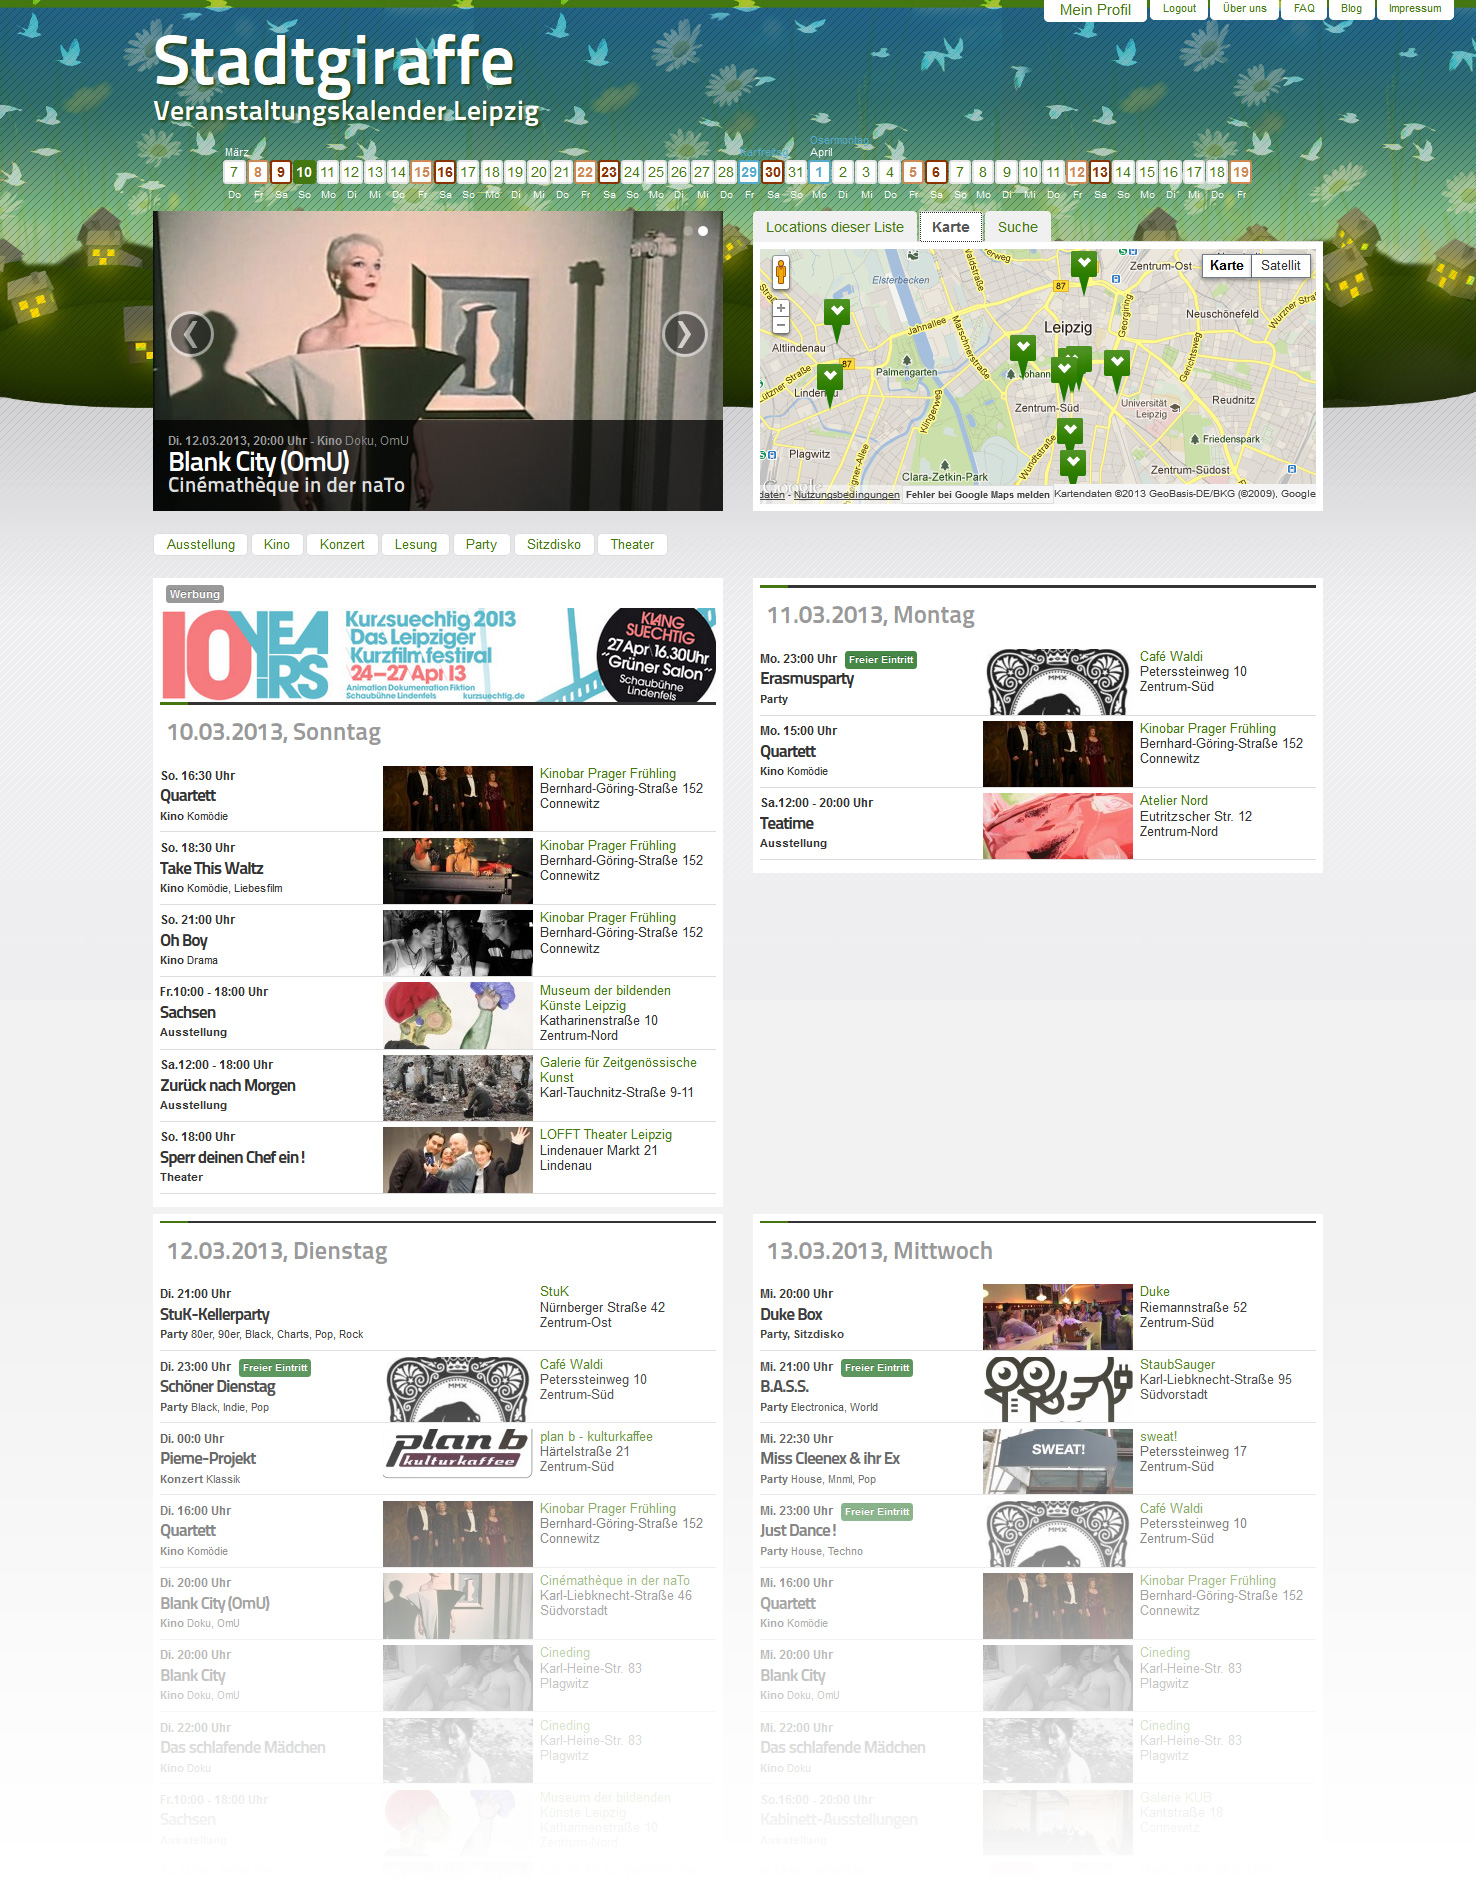 Mein Profil Logout Über uns FAQ Blog Impressum
Stadtgiraffe
Veranstaltungskalender Leipzig
Ostermontag
März Karfreitag April
7 8 9 10 11 12 13 14 15 16 17 18 19 20 21 22 23 24 25 26 27 28 29 30 31 1 2 3 4 5 6 7 8 9 10 11 12 13 14 15 16 17 18 19
Do Fr Sa So Mo Di Mi Do Fr Sa So Mo Di Mi Do Fr Sa So Mo Di Mi Do Fr Sa So Mo Di Mi Do Fr Sa So Mo Di Mi Do Fr Sa So Mo Di Mi Do Fr
Di. 12.03.2013, 20:00 Uhr - Kino Doku, OmU
Blank City (OmU)
Cinémathèque in der naTo
Locations dieser Liste Karte Suche
Karte Satellit
Zentrum-Ost
Elsterbecken
87
Georgiring
Neuschönefeld
Wurzner Straße
Jahnallee
Leipzig
Marschnerstraße
Gerichtsweg
Altlindenau
87
Palmengarten
Johann
Lützner Straße
Lindenau
Klingerweg
Zentrum-Süd
Universität
Leipzig
Reudnitz
Wundtstraße
Friedenspark
Plagwitz
Clara-Zetkin-Park
Zentrum-Südost
Google
daten - Nutzungsbedingungen Fehler bei Google Maps melden Kartendaten ©2013 GeoBasis-DE/BKG (©2009), Google
Ausstellung Kino Konzert Lesung Party Sitzdisko Theater
Werbung
10 YEARS
Kurzsuechtig 2013
Das Leipziger
Kurzfilmfestival
24–27 Apr 13
Animation Dokumentation Fiktion
Schaubühne Lindenfels kurzsuechtig.de
KLANG
SUECHTIG
27 Apr 16.30Uhr
"Grüner Salon"
Schaubühne
Lindenfels
10.03.2013, Sonntag
So. 16:30 Uhr
Quartett
Kino Komödie
Kinobar Prager Frühling
Bernhard-Göring-Straße 152
Connewitz
So. 18:30 Uhr
Take This Waltz
Kino Komödie, Liebesfilm
Kinobar Prager Frühling
Bernhard-Göring-Straße 152
Connewitz
So. 21:00 Uhr
Oh Boy
Kino Drama
Kinobar Prager Frühling
Bernhard-Göring-Straße 152
Connewitz
Fr.10:00 - 18:00 Uhr
Sachsen
Ausstellung
Museum der bildenden
Künste Leipzig
Katharinenstraße 10
Zentrum-Nord
Sa.12:00 - 18:00 Uhr
Zurück nach Morgen
Ausstellung
Galerie für Zeitgenössische
Kunst
Karl-Tauchnitz-Straße 9-11
So. 18:00 Uhr
Sperr deinen Chef ein !
Theater
LOFFT Theater Leipzig
Lindenauer Markt 21
Lindenau
11.03.2013, Montag
Mo. 23:00 Uhr Freier Eintritt
Erasmusparty
Party
MMX
Café Waldi
Peterssteinweg 10
Zentrum-Süd
Mo. 15:00 Uhr
Quartett
Kino Komödie
Kinobar Prager Frühling
Bernhard-Göring-Straße 152
Connewitz
Sa.12:00 - 20:00 Uhr
Teatime
Ausstellung
Atelier Nord
Eutritzscher Str. 12
Zentrum-Nord
12.03.2013, Dienstag
Di. 21:00 Uhr
StuK-Kellerparty
Party 80er, 90er, Black, Charts, Pop, Rock
StuK
Nürnberger Straße 42
Zentrum-Ost
Di. 23:00 Uhr Freier Eintritt
Schöner Dienstag
Party Black, Indie, Pop
MMX
Café Waldi
Peterssteinweg 10
Zentrum-Süd
Di. 00:0 Uhr
Pieme-Projekt
Konzert Klassik
plan b
kulturkaffee
plan b - kulturkaffee
Härtelstraße 21
Zentrum-Süd
Di. 16:00 Uhr
Quartett
Kino Komödie
Kinobar Prager Frühling
Bernhard-Göring-Straße 152
Connewitz
Di. 20:00 Uhr
Blank City (OmU)
Kino Doku, OmU
Cinémathèque in der naTo
Karl-Liebknecht-Straße 46
Südvorstadt
Di. 20:00 Uhr
Blank City
Kino Doku, OmU
Cineding
Karl-Heine-Str. 83
Plagwitz
Di. 22:00 Uhr
Das schlafende Mädchen
Kino Doku
Cineding
Karl-Heine-Str. 83
Plagwitz
Fr.10:00 - 18:00 Uhr
Sachsen
Ausstellung
Museum der bildenden
Künste Leipzig
Katharinenstraße 10
Zentrum-Nord
13.03.2013, Mittwoch
Mi. 20:00 Uhr
Duke Box
Party, Sitzdisko
Duke
Riemannstraße 52
Zentrum-Süd
Mi. 21:00 Uhr Freier Eintritt
B.A.S.S.
Party Electronica, World
StaubSauger
Karl-Liebknecht-Straße 95
Südvorstadt
Mi. 22:30 Uhr
Miss Cleenex & ihr Ex
Party House, Mnml, Pop
SWEAT!
sweat!
Peterssteinweg 17
Zentrum-Süd
Mi. 23:00 Uhr Freier Eintritt
Just Dance !
Party House, Techno
MMX
Café Waldi
Peterssteinweg 10
Zentrum-Süd
Mi. 16:00 Uhr
Quartett
Kino Komödie
Kinobar Prager Frühling
Bernhard-Göring-Straße 152
Connewitz
Mi. 20:00 Uhr
Blank City
Kino Doku, OmU
Cineding
Karl-Heine-Str. 83
Plagwitz
Mi. 22:00 Uhr
Das schlafende Mädchen
Kino Doku
Cineding
Karl-Heine-Str. 83
Plagwitz
So.16:00 - 20:00 Uhr
Kabinett-Ausstellungen
Ausstellung
Galerie KUB
Kantstraße 18
Connewitz